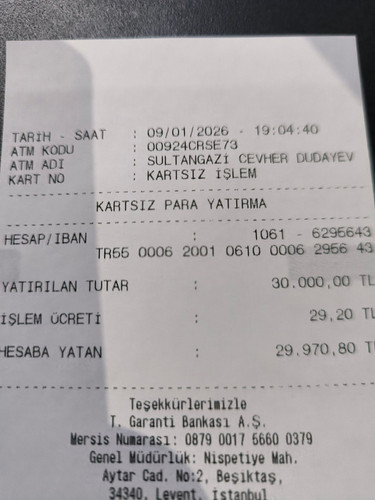 TARİH - SAAT : 09/01/2026 - 19:04:40
ATM KODU : 00924CRSE73
ATM ADI : SULTANGAZİ CEVHER DUDAYEV
KART NO : KARTSIZ İŞLEM
KARTSIZ PARA YATIRMA
HESAP/IBAN : 1061 - 6295643
TR55 0006 2001 0610 0006 2956 43
YATIRILAN TUTAR : 30.000,00 TL
İŞLEM ÜCRETİ : 29,20 TL
HESABA YATAN : 29.970,80 TL
Teşekkürlerimizle
T. Garanti Bankası A.Ş.
Mersis Numarası: 0879 0017 5660 0379
Genel Müdürlük: Nispetiye Mah.
Aytar Cad. No:2, Beşiktaş,
34340, Levent, İstanbul